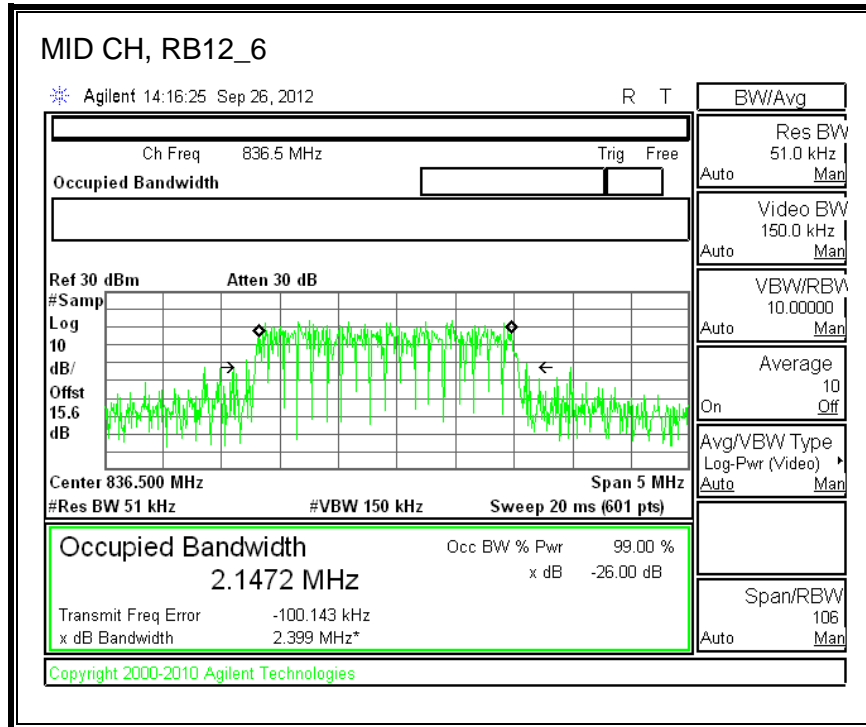 MID CH, RB12_6
Agilent 14:16:25 Sep 26, 2012 R T
BW/Avg
Ch Freq 836.5 MHz Trig Free
Occupied Bandwidth
Res BW
51.0 kHz
Auto Man
Video BW
150.0 kHz
Auto Man
Ref 30 dBm Atten 30 dB
#Samp
Log
10
dB/
Offst
15.6
dB
VBW/RBW
10.00000
Auto Man
Average
10
On Off
Avg/VBW Type
Log-Pwr (Video)
Auto Man
Center 836.500 MHz Span 5 MHz
#Res BW 51 kHz #VBW 150 kHz Sweep 20 ms (601 pts)
Occupied Bandwidth
2.1472 MHz
Occ BW % Pwr 99.00 %
x dB -26.00 dB
Transmit Freq Error -100.143 kHz
x dB Bandwidth 2.399 MHz*
Span/RBW
106
Auto Man
Copyright 2000-2010 Agilent Technologies